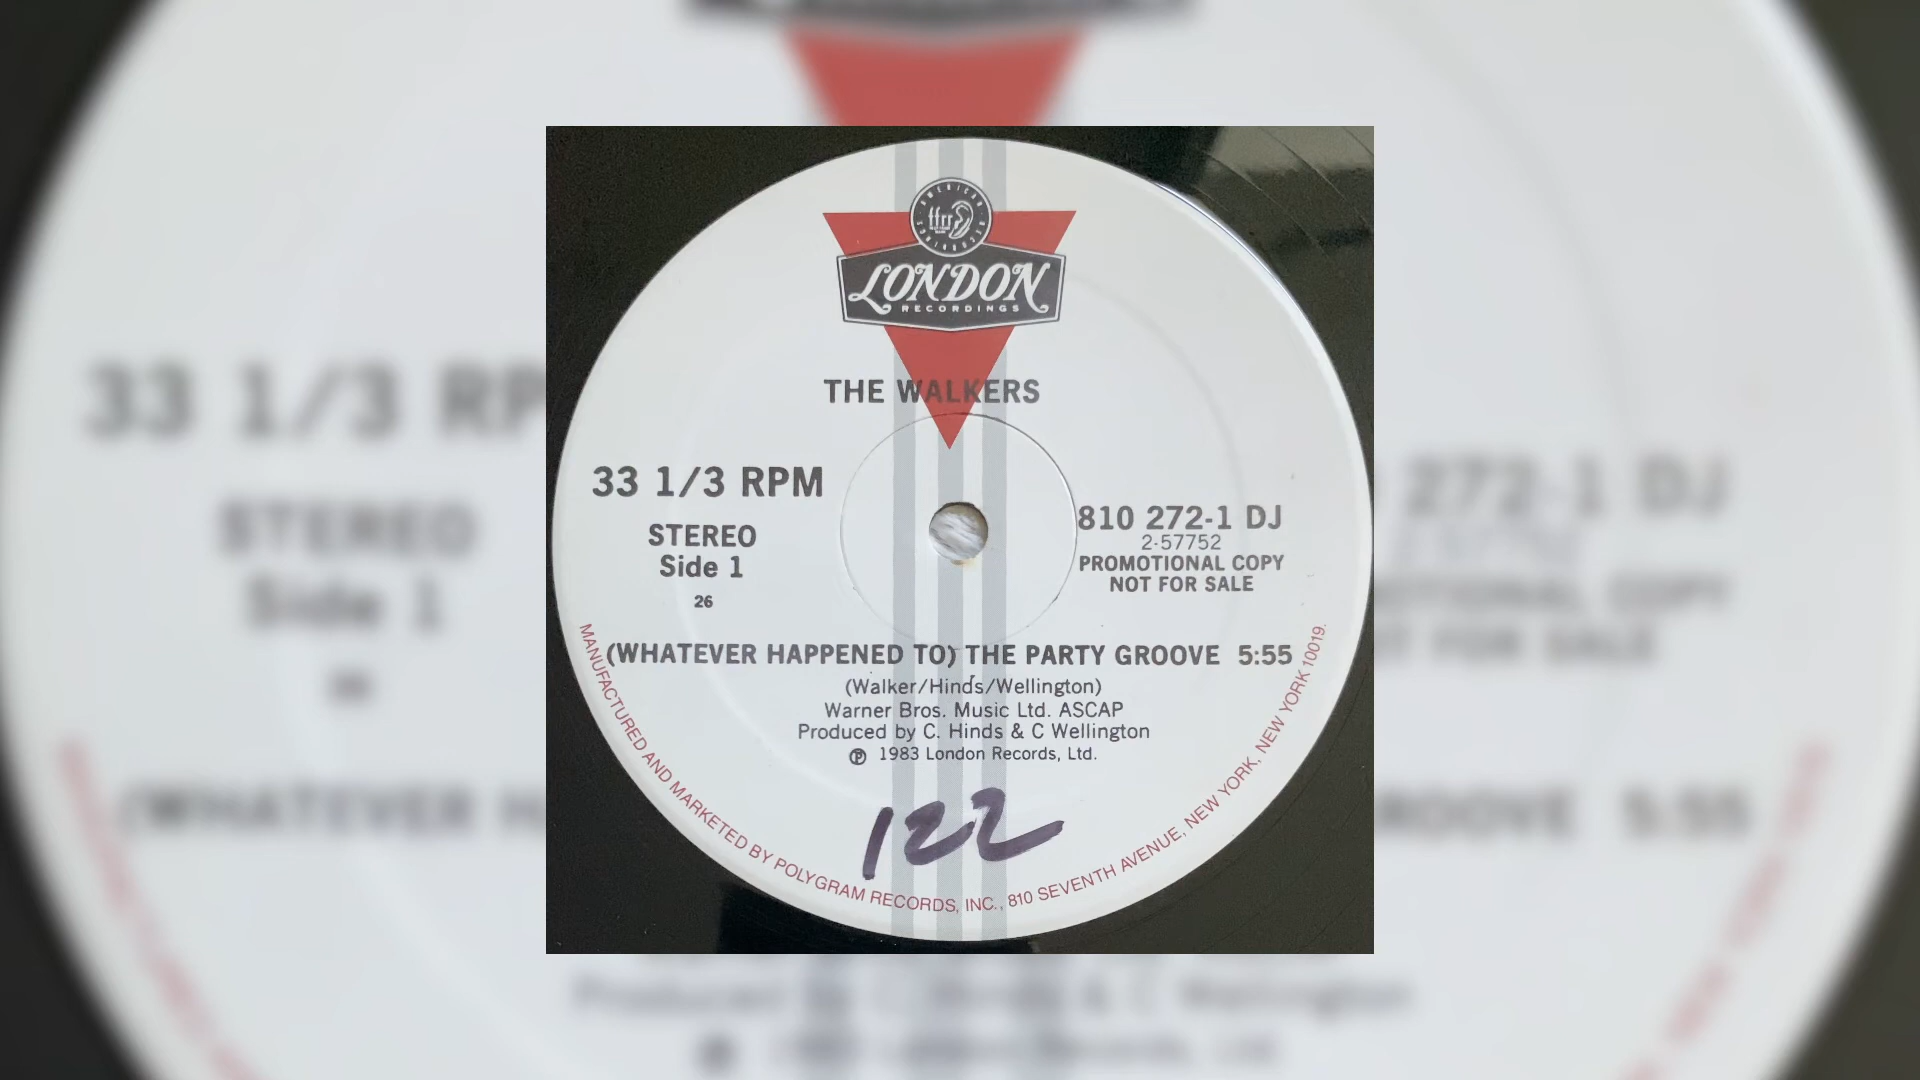 AMERICAN
ffrr
RECORDINGS
LONDON
RECORDINGS
THE WALKERS
33 1/3 RPM
STEREO
Side 1
26
810 272-1 DJ
2-57752
PROMOTIONAL COPY
NOT FOR SALE
(WHATEVER HAPPENED TO) THE PARTY GROOVE 5:55
(Walker/Hinds/Wellington)
Warner Bros. Music Ltd. ASCAP
Produced by C. Hinds & C Wellington
℗ 1983 London Records, Ltd.
122
MANUFACTURED AND MARKETED BY POLYGRAM RECORDS, INC., 810 SEVENTH AVENUE, NEW YORK, NEW YORK 10019.